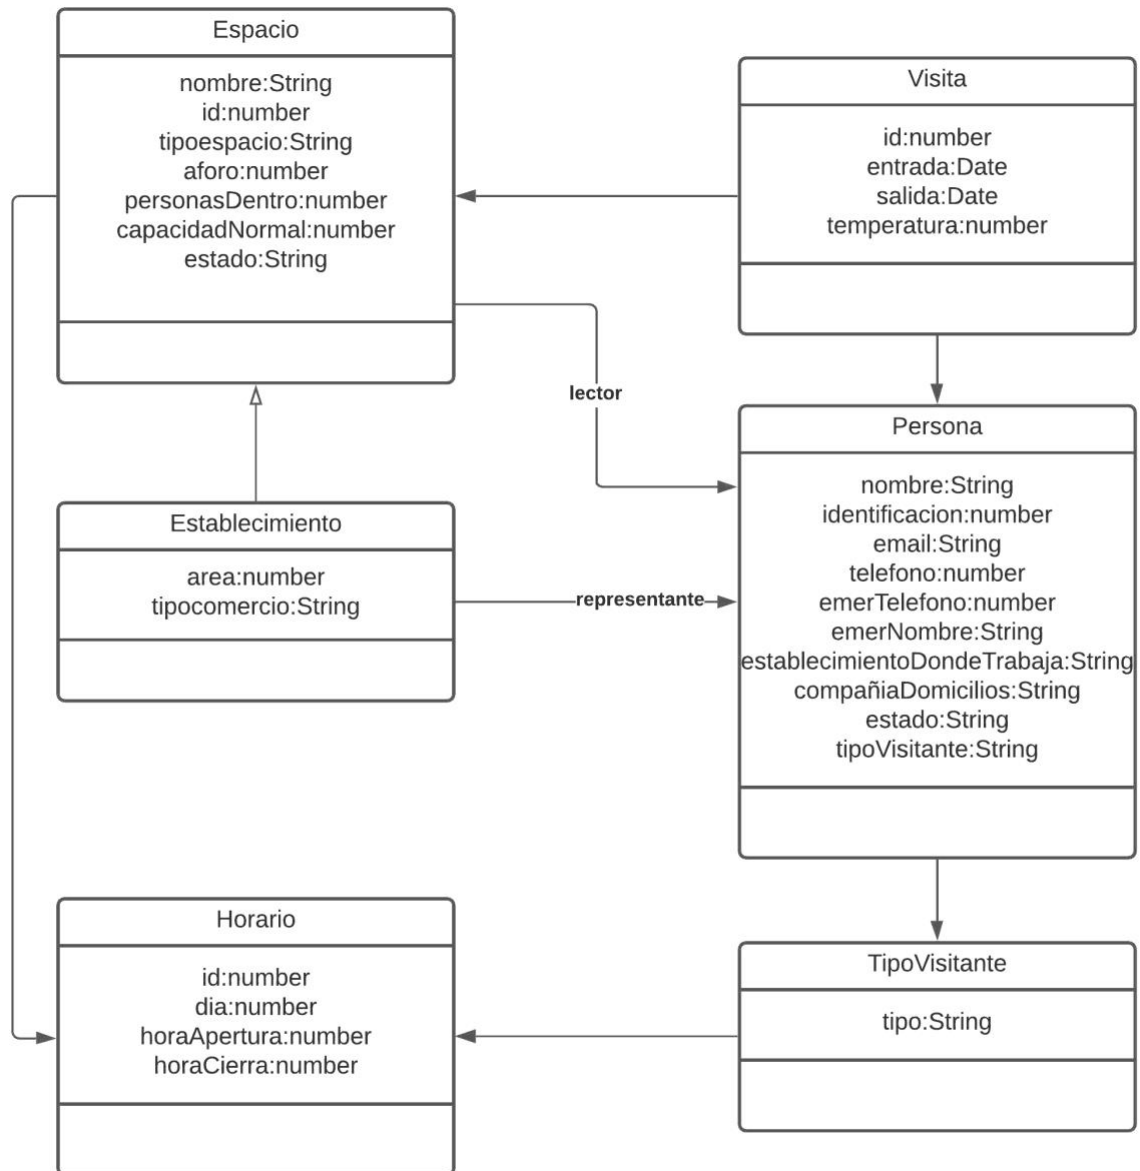 Espacio
nombre:String
id:number
tipoespacio:String
aforo:number
personasDentro:number
capacidadNormal:number
estado:String
Visita
id:number
entrada:Date
salida:Date
temperatura:number
lector
Persona
nombre:String
identificacion:number
email:String
telefono:number
emerTelefono:number
emerNombre:String
establecimientoDondeTrabaja:String
compañiaDomicilios:String
estado:String
tipoVisitante:String
Establecimiento
area:number
tipocomercio:String
representante
Horario
id:number
dia:number
horaApertura:number
horaCierra:number
TipoVisitante
tipo:String